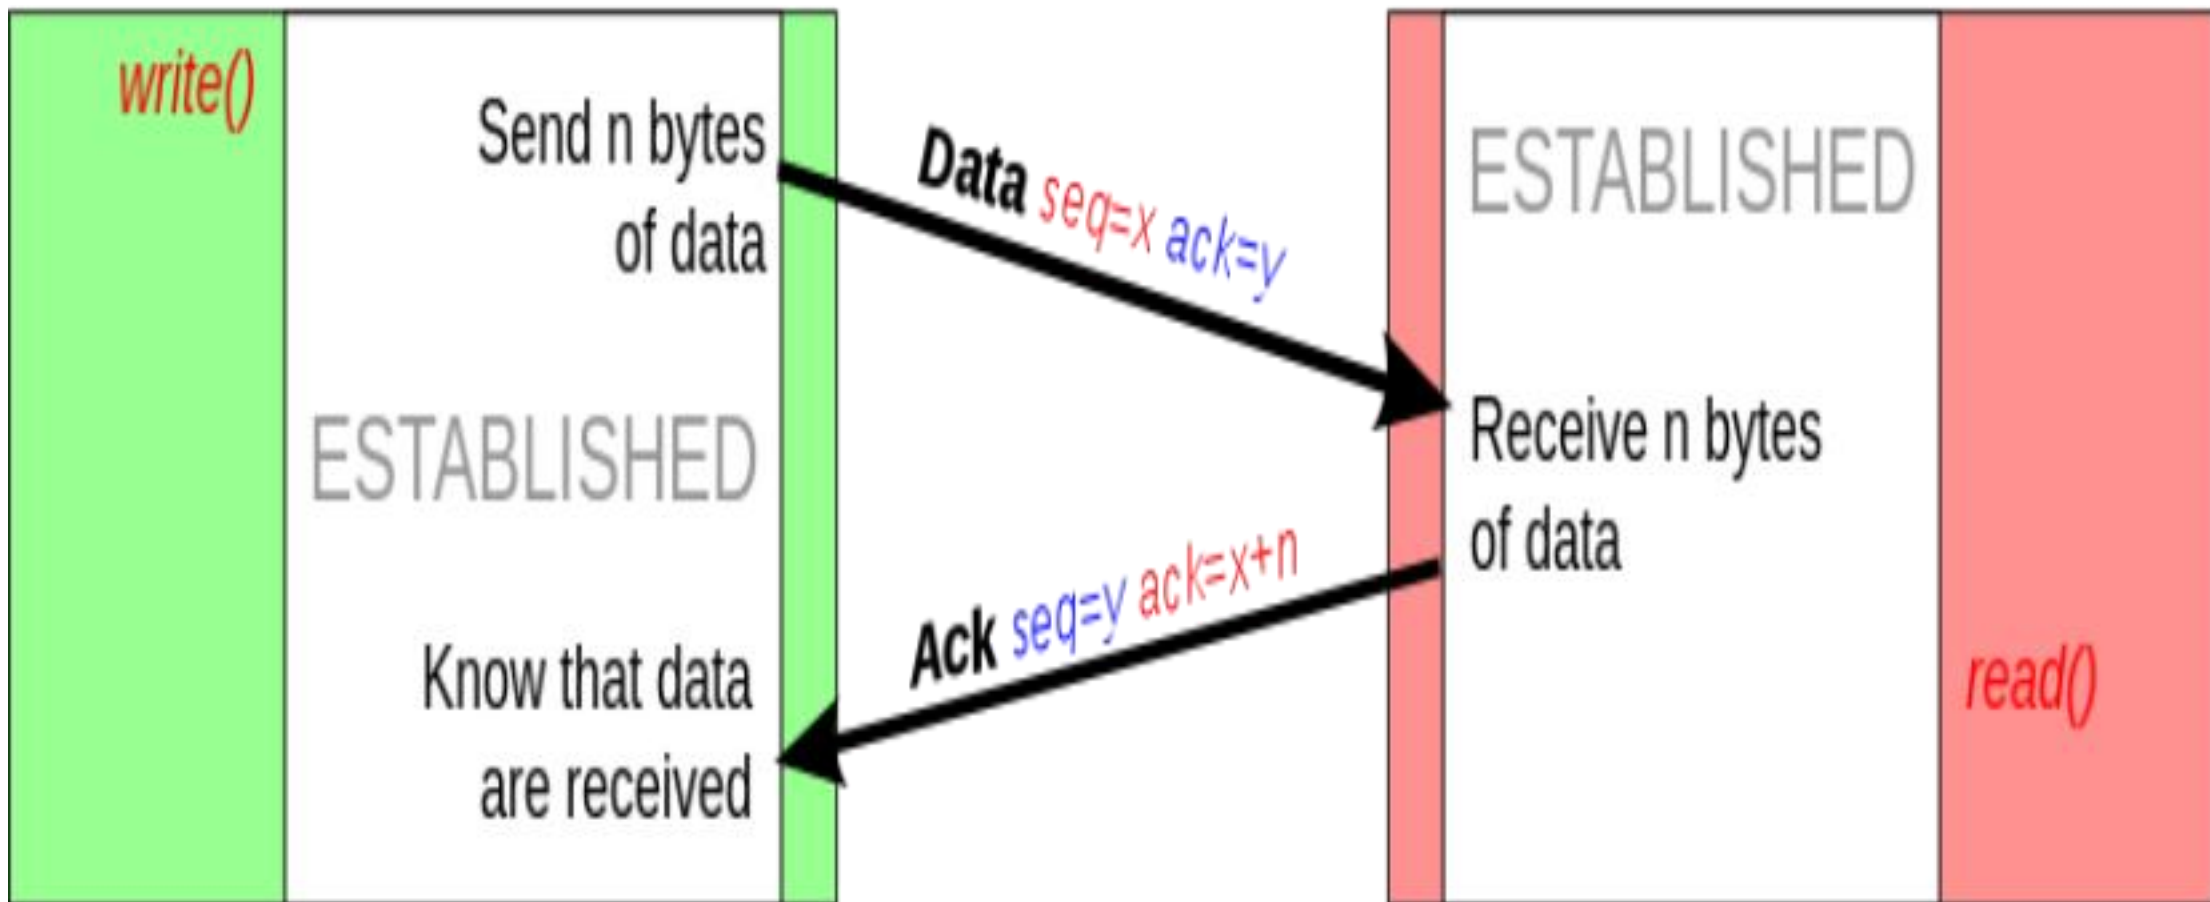 write()
Send n bytes
of data
ESTABLISHED
Know that data
are received
Data seq=x ack=y
Ack seq=y ack=x+n
ESTABLISHED
Receive n bytes
of data
read()